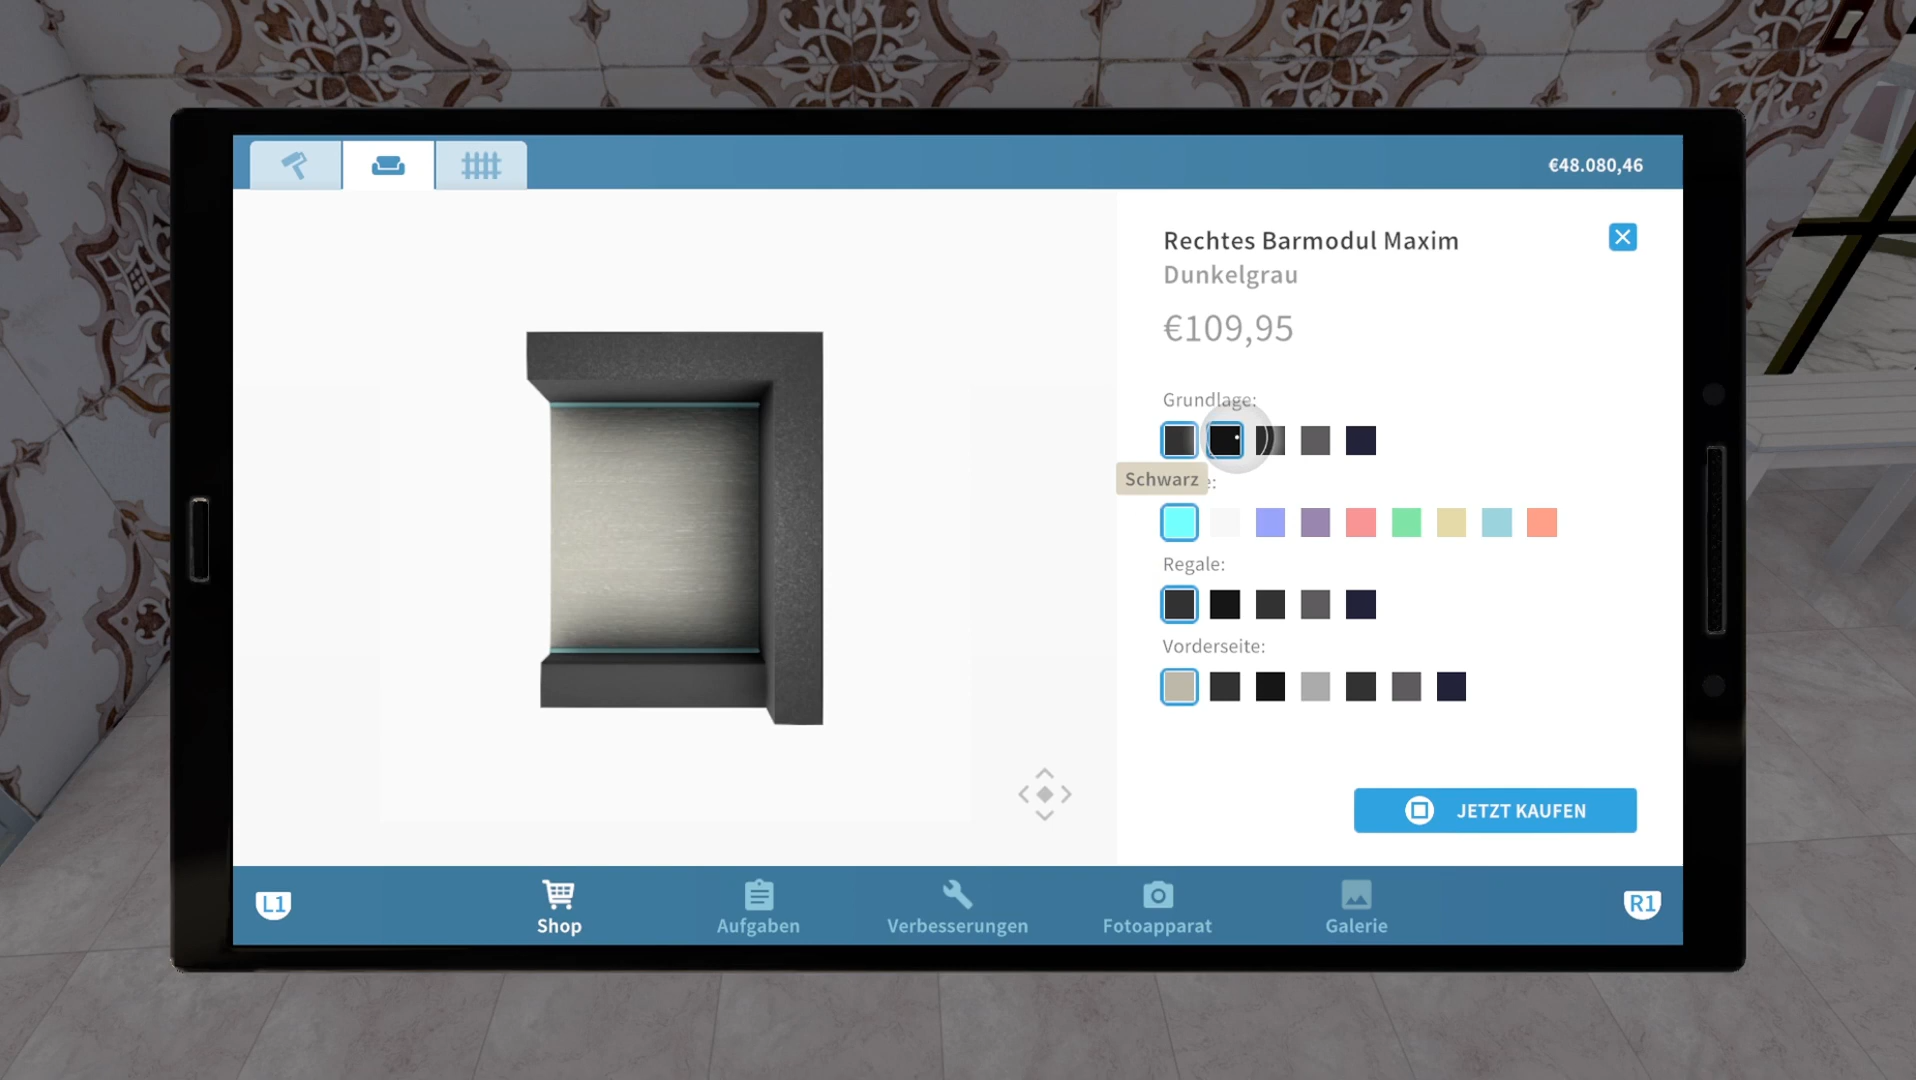 €48.080,46
Rechtes Barmodul Maxim
Dunkelgrau
€109,95
Grundlage:
Schwarz
e:
Regale:
Vorderseite:
JETZT KAUFEN
L1
Shop
Aufgaben
Verbesserungen
Fotoapparat
Galerie
R1